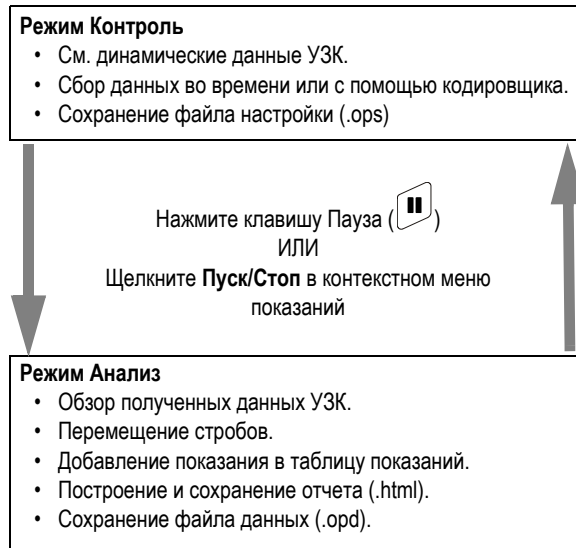 Режим Контроль
• См. динамические данные УЗК.
• Сбор данных во времени или с помощью кодировщика.
• Сохранение файла настройки (.ops)
Нажмите клавишу Пауза ( )
ИЛИ
Щелкните Пуск/Стоп в контекстном меню
показаний
Режим Анализ
• Обзор полученных данных УЗК.
• Перемещение стробов.
• Добавление показания в таблицу показаний.
• Построение и сохранение отчета (.html).
• Сохранение файла данных (.opd).